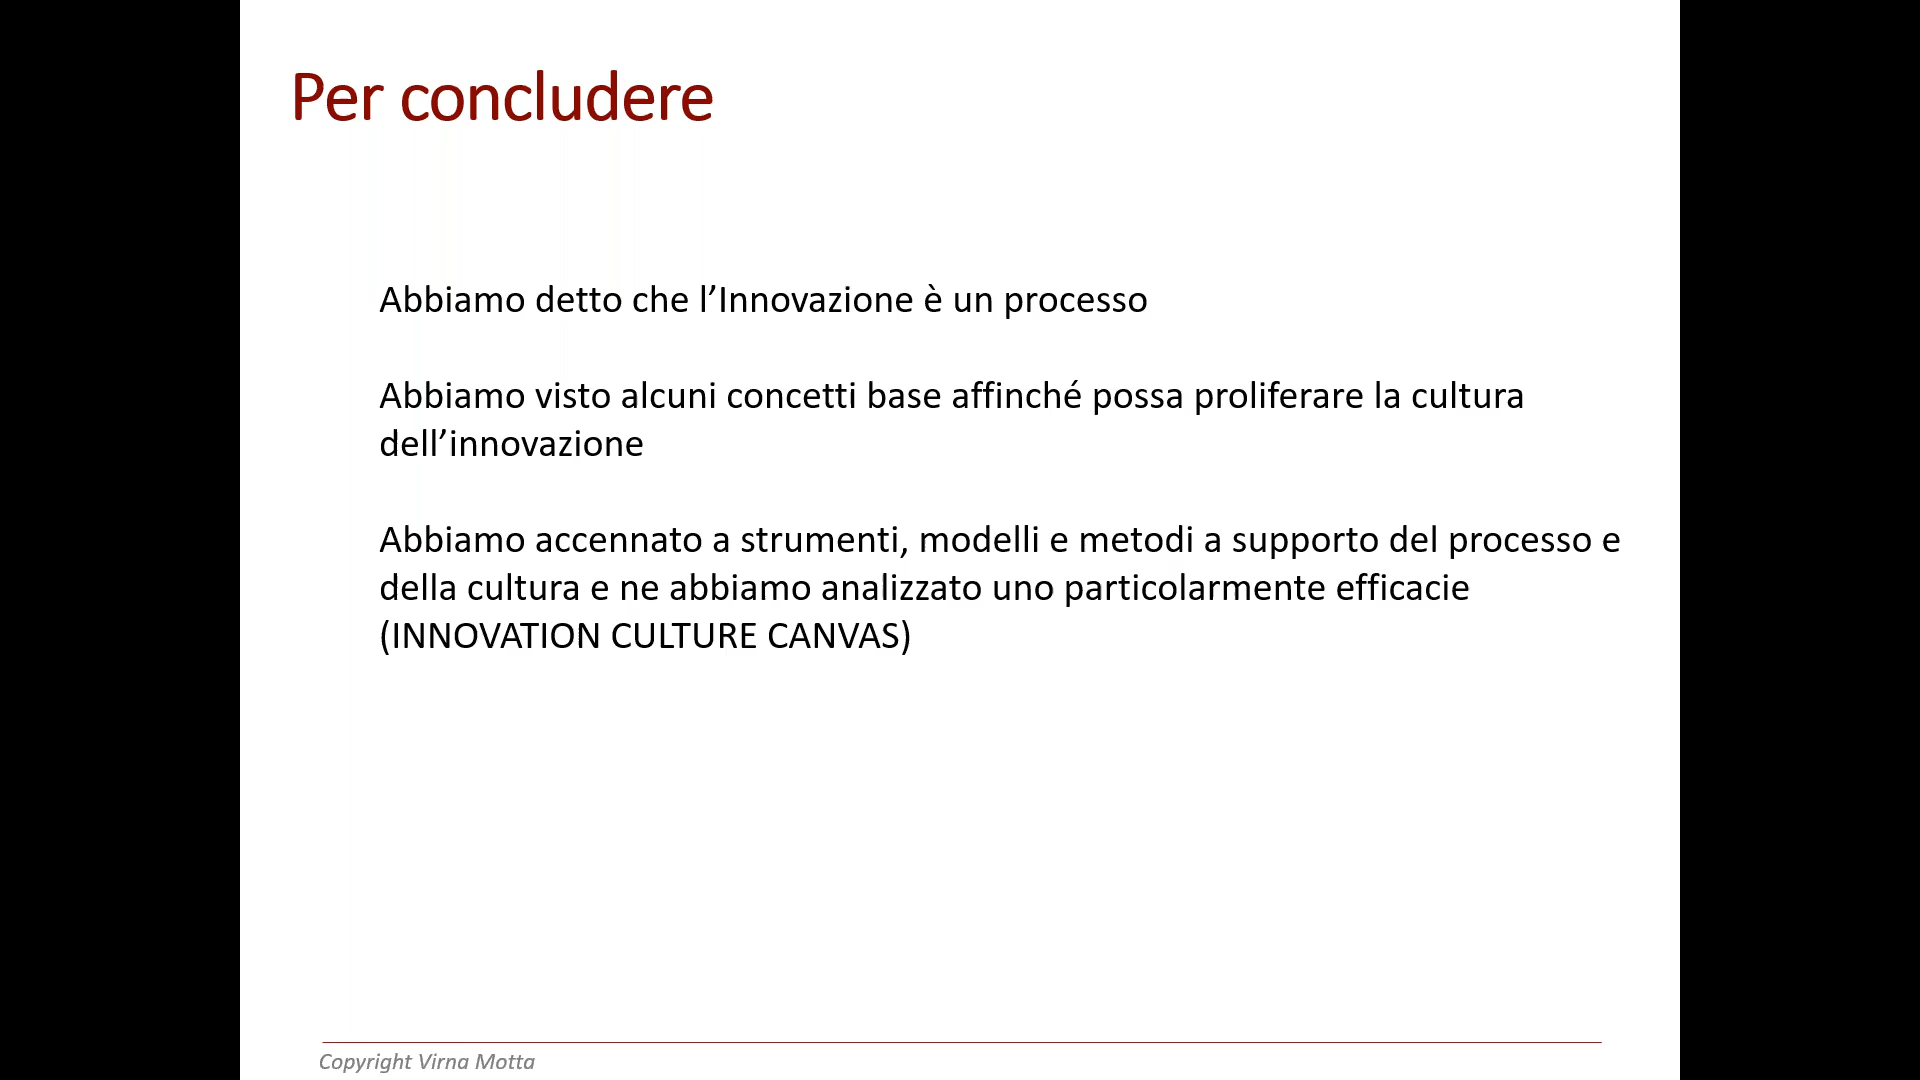 Per concludere
Abbiamo detto che l’Innovazione è un processo
Abbiamo visto alcuni concetti base affinché possa proliferare la cultura
dell’innovazione
Abbiamo accennato a strumenti, modelli e metodi a supporto del processo e
della cultura e ne abbiamo analizzato uno particolarmente efficacie
(INNOVATION CULTURE CANVAS)
Copyright Virna Motta